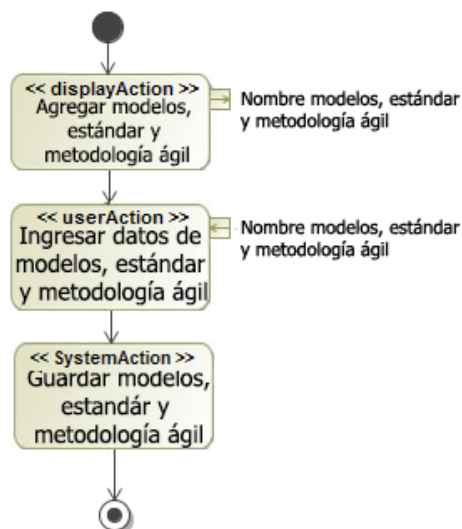 << displayAction >>
Agregar modelos,
estándar y
metodología ágil
Nombre modelos, estándar
y metodología ágil
<< userAction >>
Ingresar datos de
modelos, estándar
y metodología ágil
Nombre modelos, estándar
y metodología ágil
<< SystemAction >>
Guardar modelos,
estandár y
metodología ágil